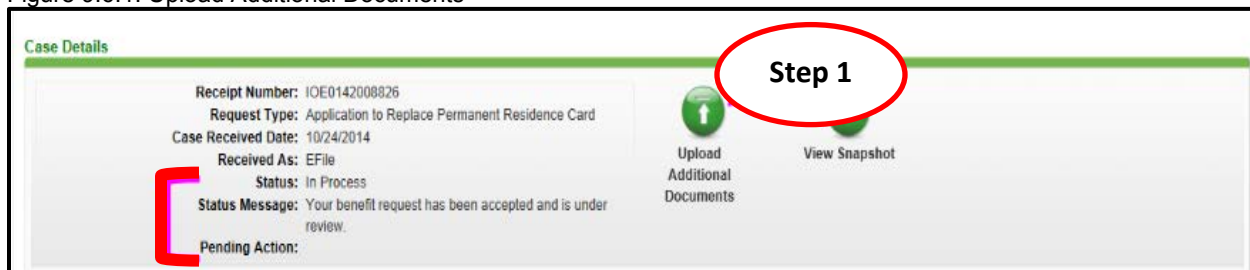 Case Details
Step 1
Receipt Number: IOE0142008826
Request Type: Application to Replace Permanent Residence Card
Case Received Date: 10/24/2014
Received As: EFile
Status: In Process
Status Message: Your benefit request has been accepted and is under
review.
Pending Action:
Upload
Additional
Documents
View Snapshot